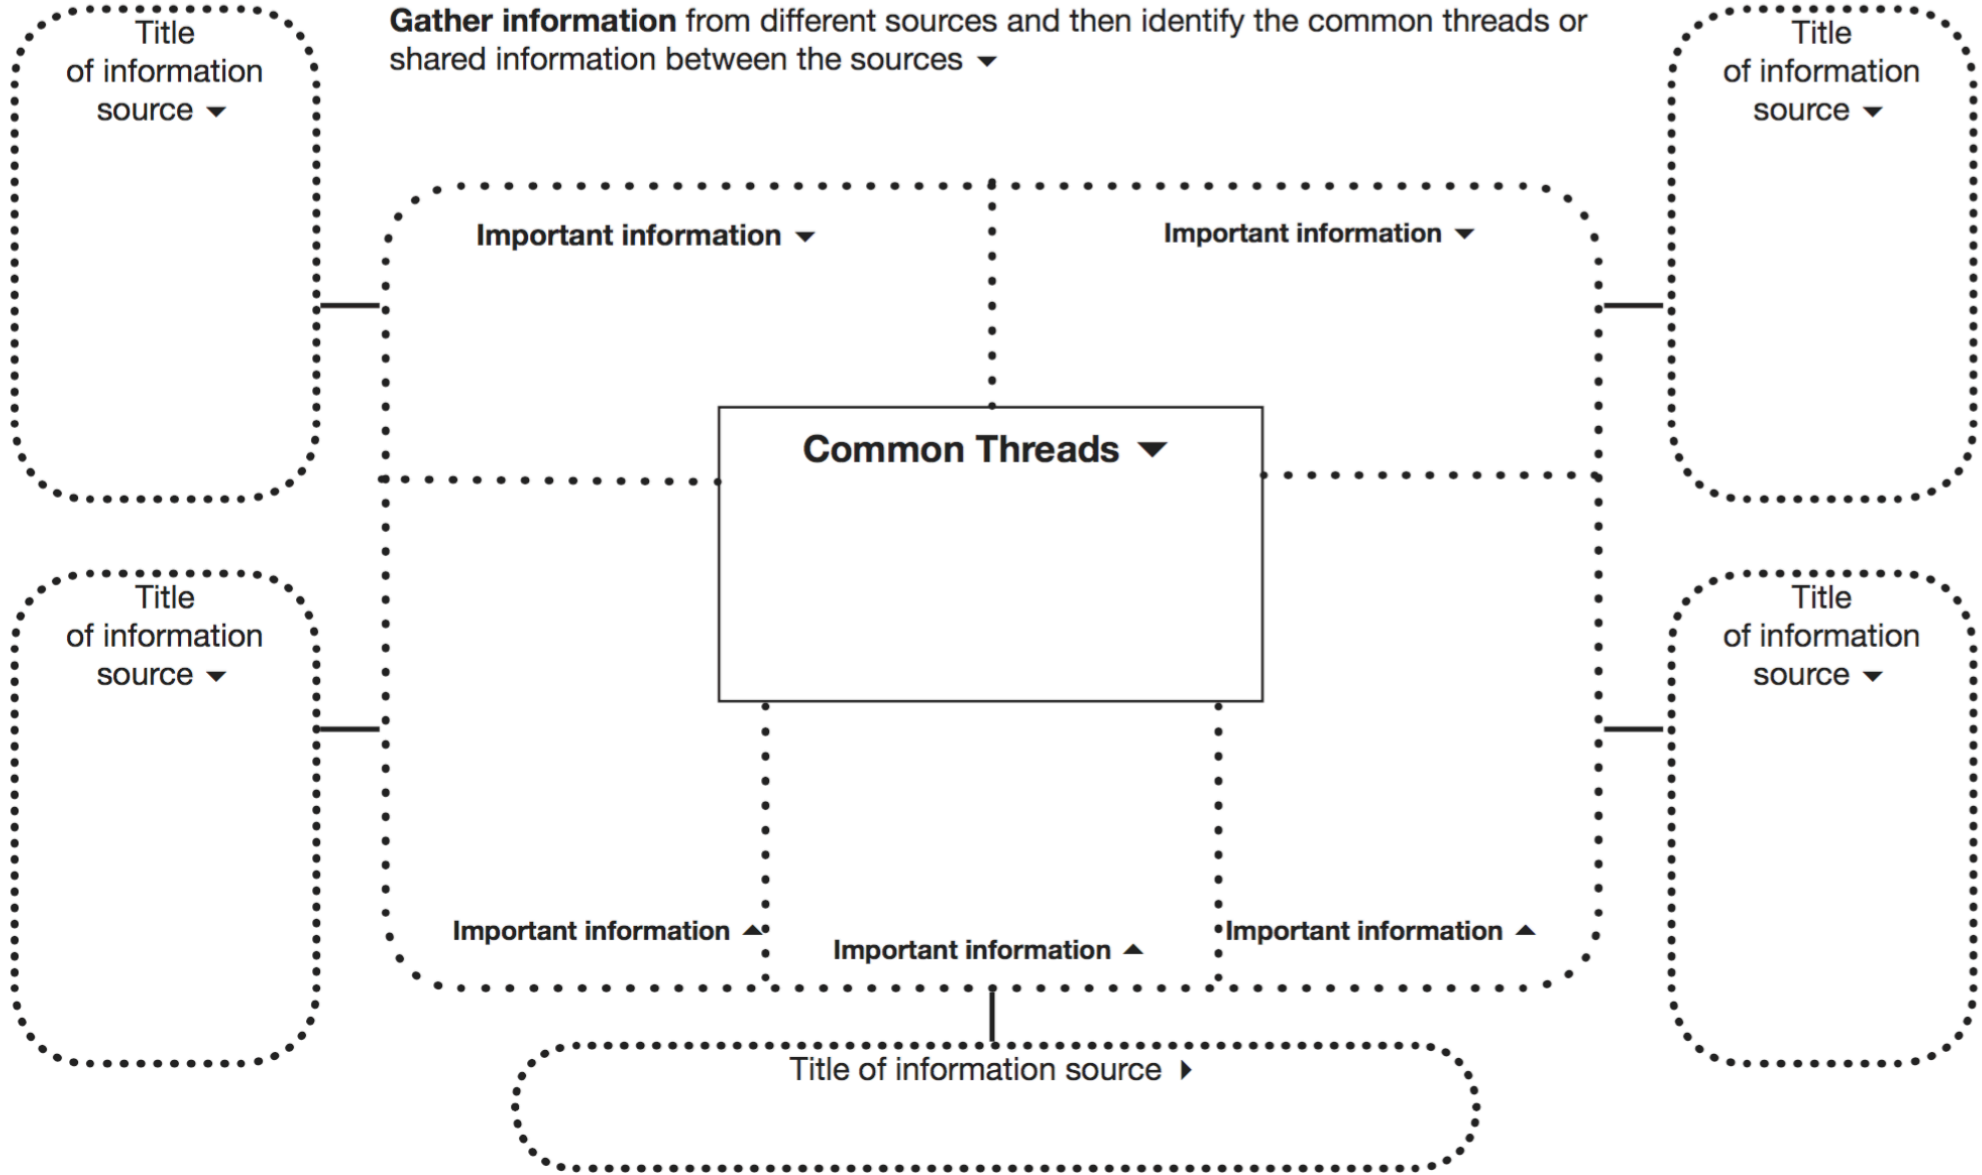 Title
of information
source ▼
Gather information from different sources and then identify the common threads or
shared information between the sources ▼
Title
of information
source ▼
Important information ▼
Important information ▼
Common Threads ▼
Title
of information
source ▼
Title
of information
source ▼
Important information ▲
Important information ▲
Important information ▲
Title of information source ▶